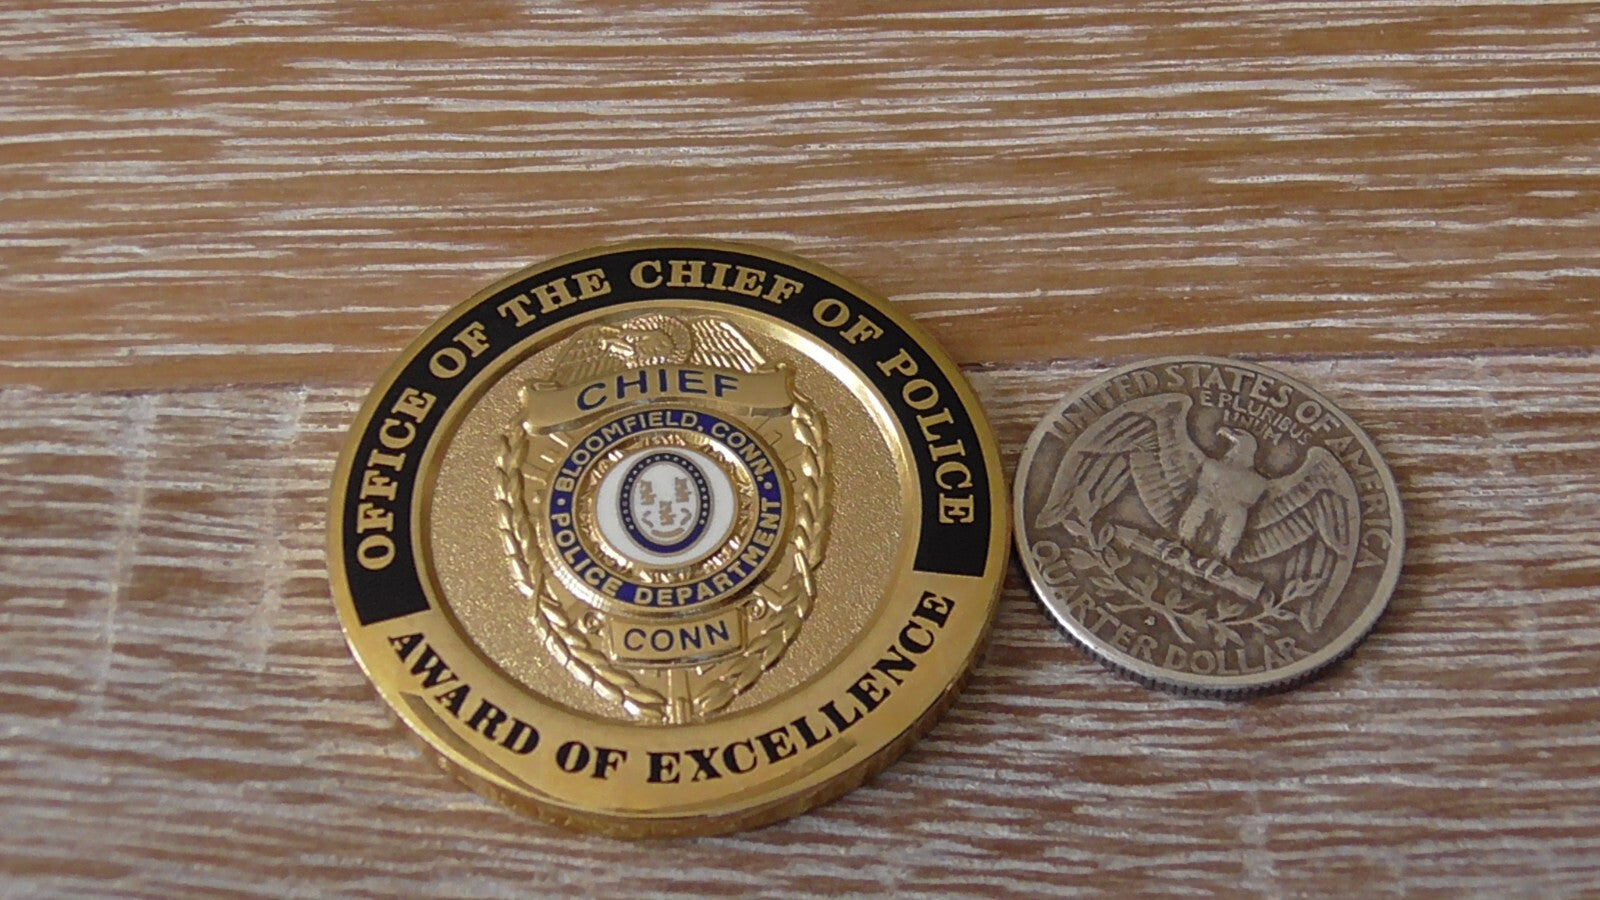 OFFICE OF THE CHIEF OF POLICE
CHIEF
BLOOMFIELD, CONN.
POLICE DEPARTMENT
CONN
AWARD OF EXCELLENCE
UNITED STATES OF AMERICA
E PLURIBUS
UNUM
QUARTER DOLLAR